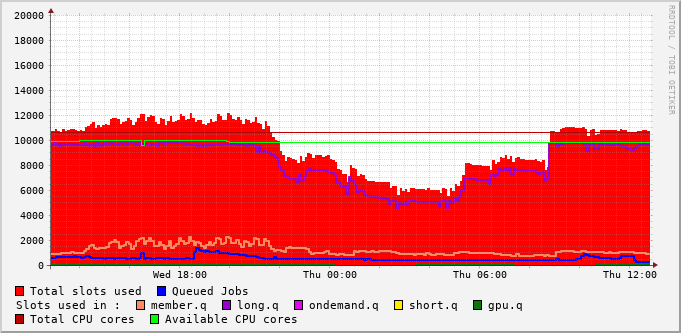 20000
18000
16000
14000
12000
10000
8000
6000
4000
2000
0
Wed 18:00 Thu 00:00 Thu 06:00 Thu 12:00
RRDTOOL / TOBI OETIKER
Total slots used Queued Jobs
Slots used in : member.q long.q ondemand.q short.q gpu.q
Total CPU cores Available CPU cores